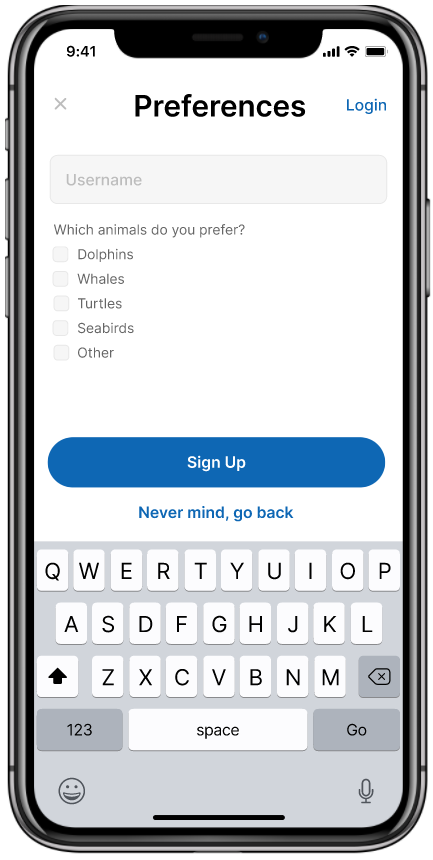 9:41
Preferences
Login
Username
Which animals do you prefer?
Dolphins
Whales
Turtles
Seabirds
Other
Sign Up
Never mind, go back
Q W E R T Y U I O P
A S D F G H J K L
Z X C V B N M
123 space Go